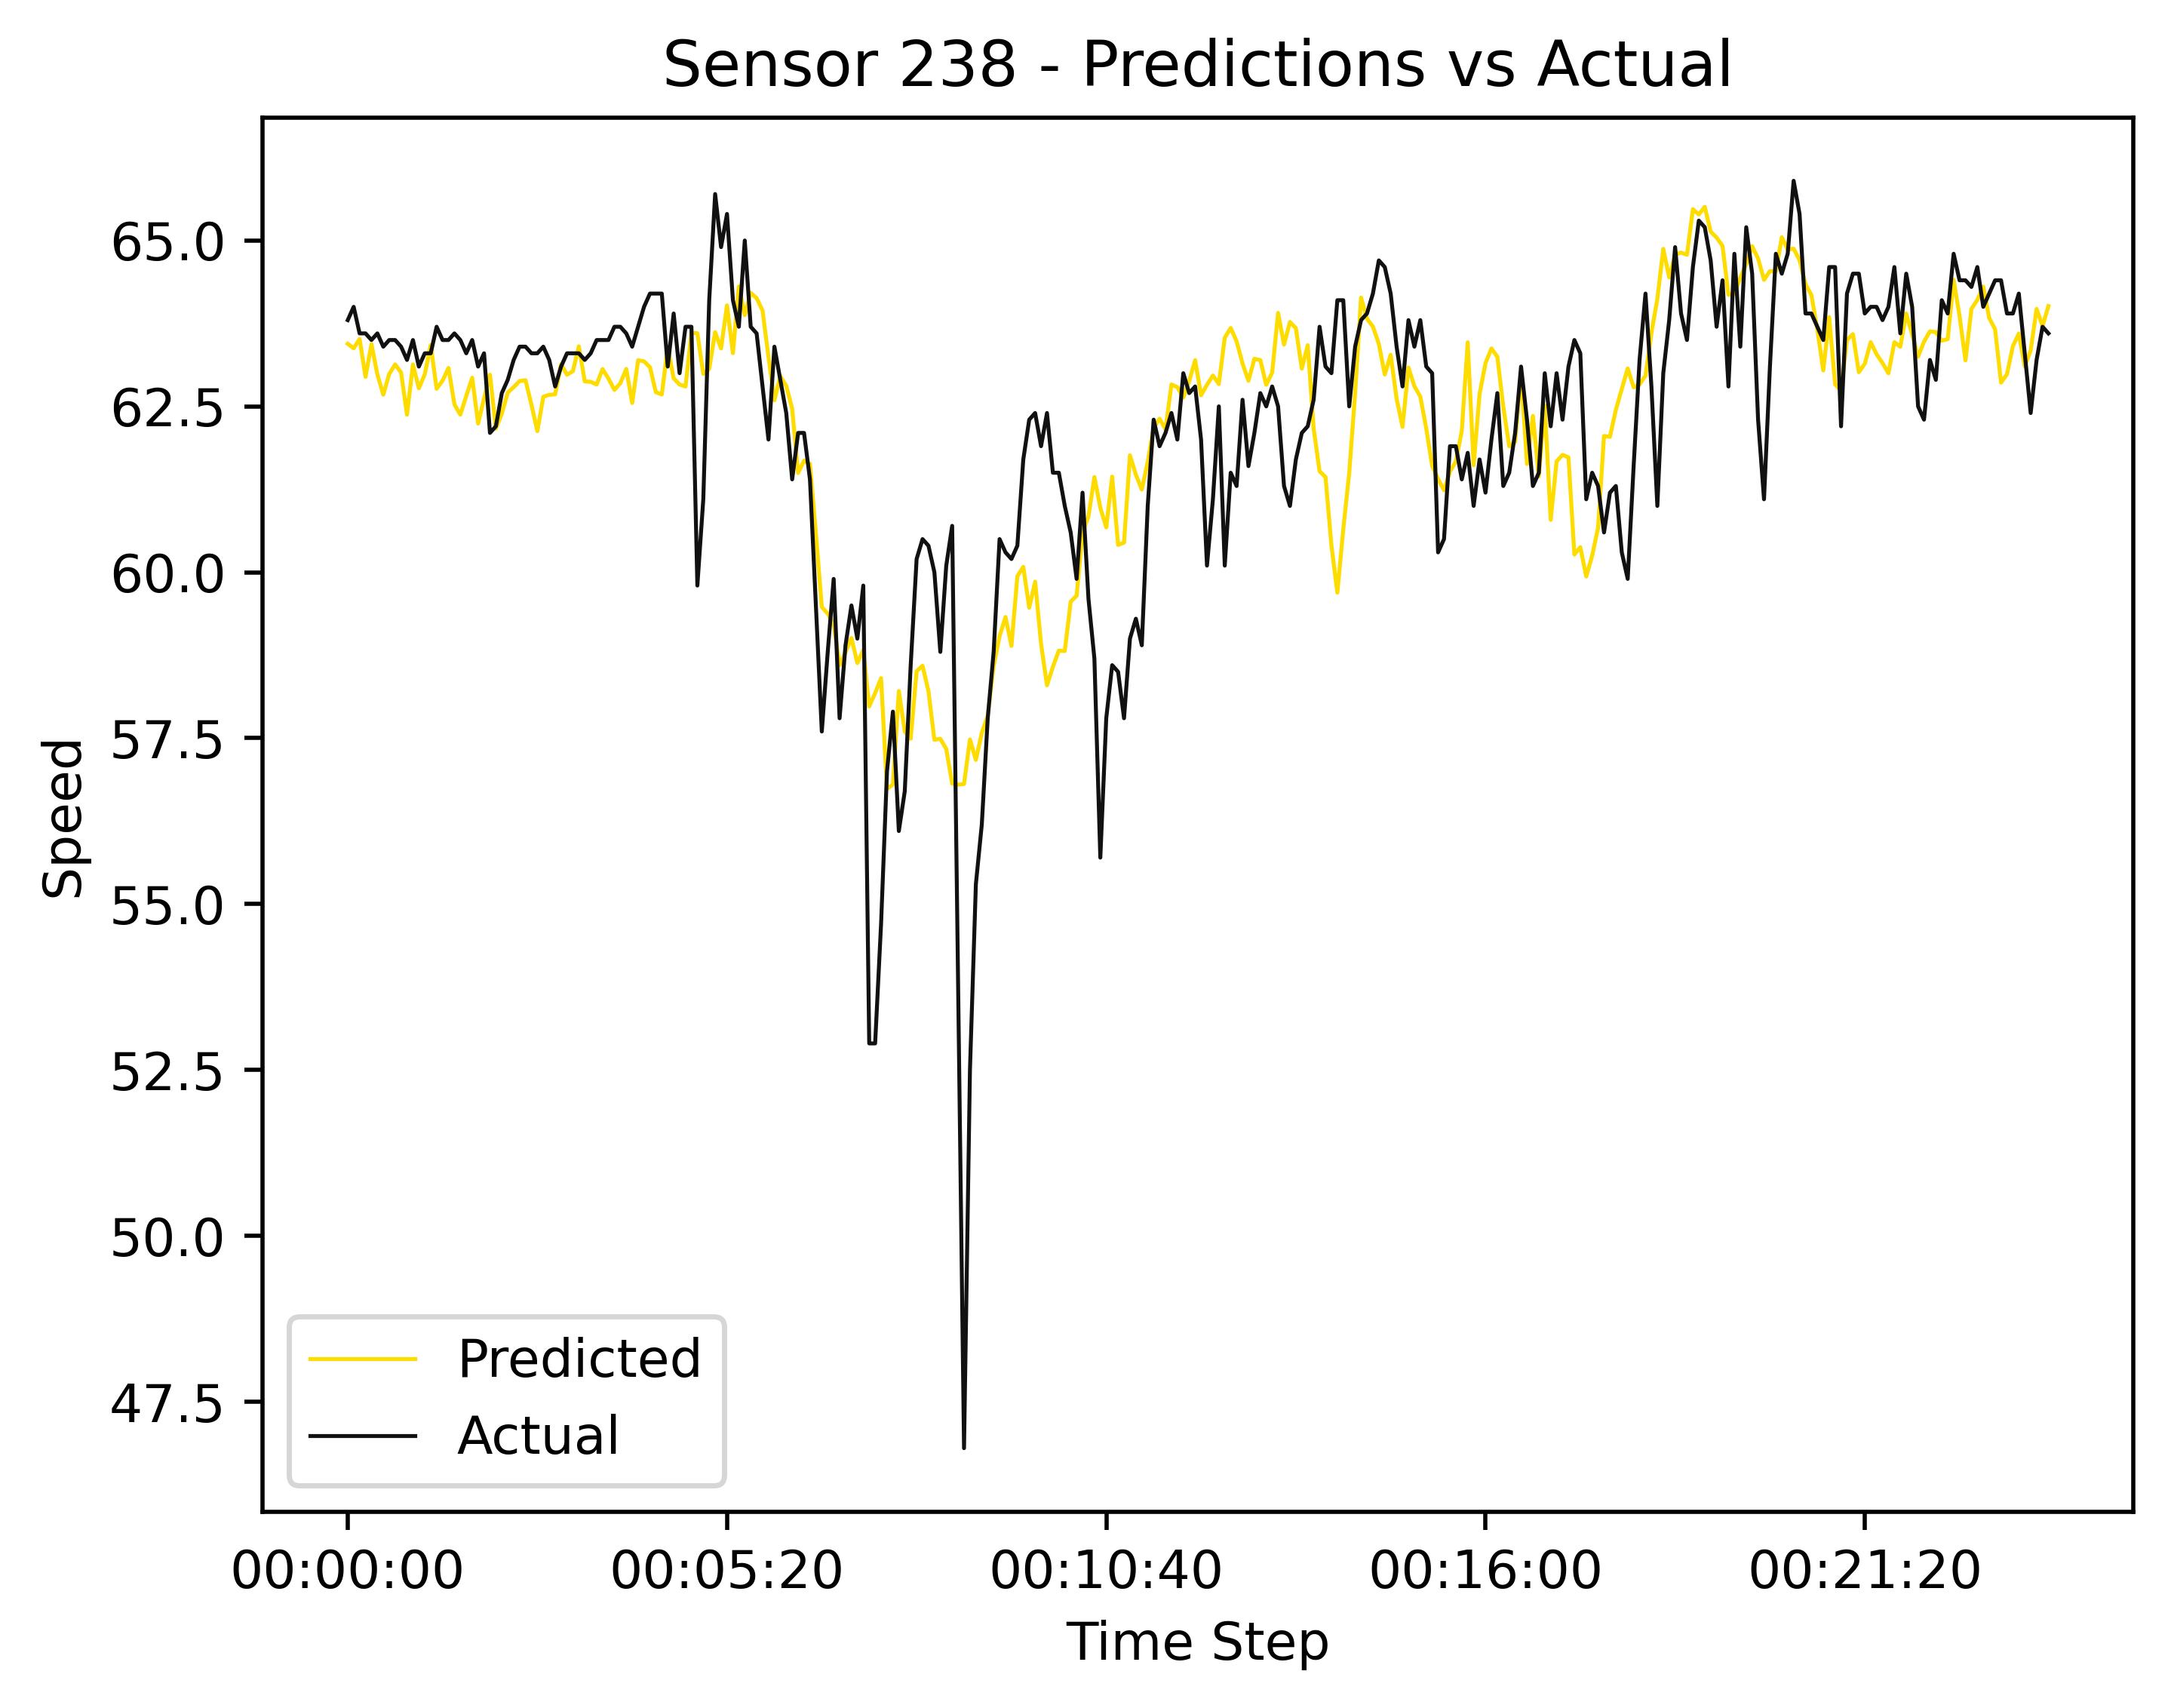 Sensor 238 - Predictions vs Actual
Speed
65.0
62.5
60.0
57.5
55.0
52.5
50.0
47.5
Predicted
Actual
00:00:00 00:05:20 00:10:40 00:16:00 00:21:20
Time Step